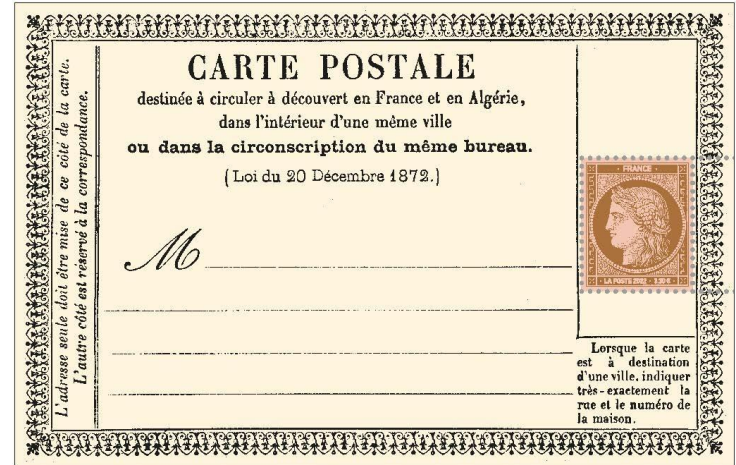 CARTE POSTALE
destinée à circuler à découvert en France et en Algérie,
dans l'intérieur d'une même ville
ou dans la circonscription du même bureau.
(Loi du 20 Décembre 1872.)
L'adresse seule doit être mise de ce côté de la carte.
L'autre côté est réservé à la correspondance.
M
FRANCE
LA POSTE 2022 - 1,30 €
Lorsque la carte
est à destination
d'une ville, indiquer
très-exactement la
rue et le numéro de
la maison.